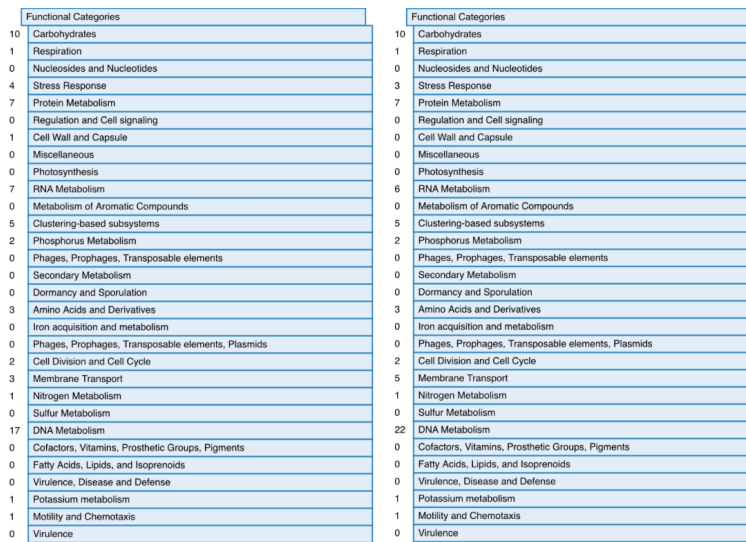 Functional Categories
10 Carbohydrates
1 Respiration
0 Nucleosides and Nucleotides
4 Stress Response
7 Protein Metabolism
0 Regulation and Cell signaling
1 Cell Wall and Capsule
0 Miscellaneous
0 Photosynthesis
7 RNA Metabolism
0 Metabolism of Aromatic Compounds
5 Clustering-based subsystems
2 Phosphorus Metabolism
0 Phages, Prophages, Transposable elements
0 Secondary Metabolism
0 Dormancy and Sporulation
3 Amino Acids and Derivatives
0 Iron acquisition and metabolism
0 Phages, Prophages, Transposable elements, Plasmids
2 Cell Division and Cell Cycle
3 Membrane Transport
1 Nitrogen Metabolism
0 Sulfur Metabolism
17 DNA Metabolism
0 Cofactors, Vitamins, Prosthetic Groups, Pigments
0 Fatty Acids, Lipids, and Isoprenoids
0 Virulence, Disease and Defense
1 Potassium metabolism
1 Motility and Chemotaxis
0 Virulence
Functional Categories
10 Carbohydrates
1 Respiration
0 Nucleosides and Nucleotides
3 Stress Response
7 Protein Metabolism
0 Regulation and Cell signaling
0 Cell Wall and Capsule
0 Miscellaneous
0 Photosynthesis
6 RNA Metabolism
0 Metabolism of Aromatic Compounds
5 Clustering-based subsystems
2 Phosphorus Metabolism
0 Phages, Prophages, Transposable elements
0 Secondary Metabolism
0 Dormancy and Sporulation
3 Amino Acids and Derivatives
0 Iron acquisition and metabolism
0 Phages, Prophages, Transposable elements, Plasmids
2 Cell Division and Cell Cycle
5 Membrane Transport
1 Nitrogen Metabolism
0 Sulfur Metabolism
22 DNA Metabolism
0 Cofactors, Vitamins, Prosthetic Groups, Pigments
0 Fatty Acids, Lipids, and Isoprenoids
0 Virulence, Disease and Defense
1 Potassium metabolism
1 Motility and Chemotaxis
0 Virulence